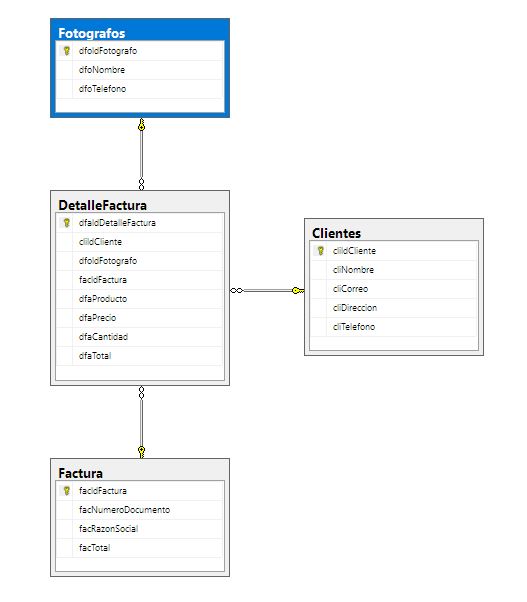 Fotografos
dfoIdFotografo
dfoNombre
dfoTelefono
DetalleFactura
dfaIdDetalleFactura
cliIdCliente
dfoIdFotografo
facIdFactura
dfaProducto
dfaPrecio
dfaCantidad
dfaTotal
Clientes
cliIdCliente
cliNombre
cliCorreo
cliDireccion
cliTelefono
Factura
facIdFactura
facNumeroDocumento
facRazonSocial
facTotal